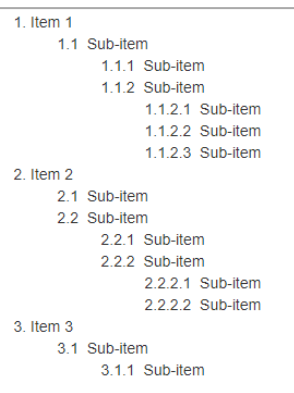 1. Item 1
1.1 Sub-item
1.1.1 Sub-item
1.1.2 Sub-item
1.1.2.1 Sub-item
1.1.2.2 Sub-item
1.1.2.3 Sub-item
2. Item 2
2.1 Sub-item
2.2 Sub-item
2.2.1 Sub-item
2.2.2 Sub-item
2.2.2.1 Sub-item
2.2.2.2 Sub-item
3. Item 3
3.1 Sub-item
3.1.1 Sub-item